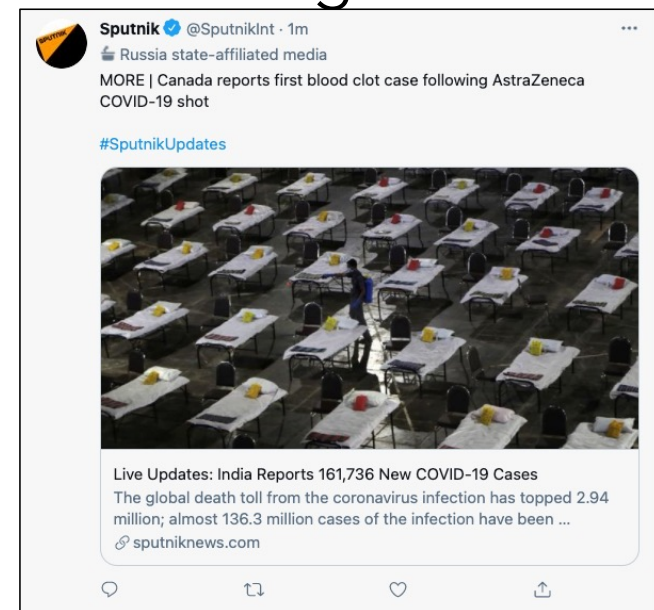 g
Sputnik @SputnikInt · 1m
Russia state-affiliated media
MORE | Canada reports first blood clot case following AstraZeneca
COVID-19 shot
#SputnikUpdates
SPUTNIK
Live Updates: India Reports 161,736 New COVID-19 Cases
The global death toll from the coronavirus infection has topped 2.94
million; almost 136.3 million cases of the infection have been ...
sputniknews.com